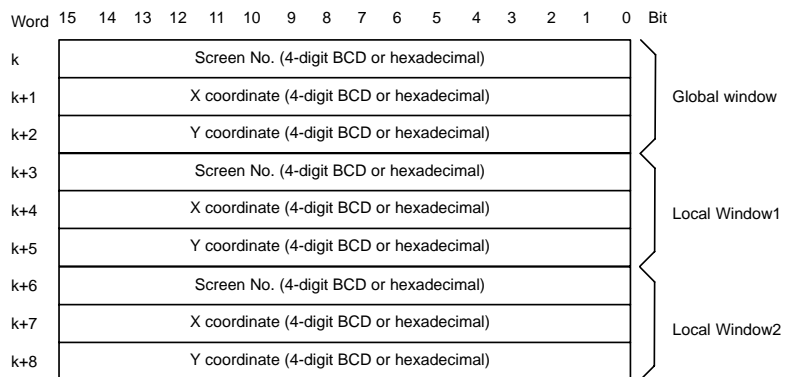 Word 15 14 13 12 11 10 9 8 7 6 5 4 3 2 1 0 Bit
k Screen No. (4-digit BCD or hexadecimal)
k+1 X coordinate (4-digit BCD or hexadecimal) Global window
k+2 Y coordinate (4-digit BCD or hexadecimal)
k+3 Screen No. (4-digit BCD or hexadecimal)
k+4 X coordinate (4-digit BCD or hexadecimal) Local Window1
k+5 Y coordinate (4-digit BCD or hexadecimal)
k+6 Screen No. (4-digit BCD or hexadecimal)
k+7 X coordinate (4-digit BCD or hexadecimal) Local Window2
k+8 Y coordinate (4-digit BCD or hexadecimal)